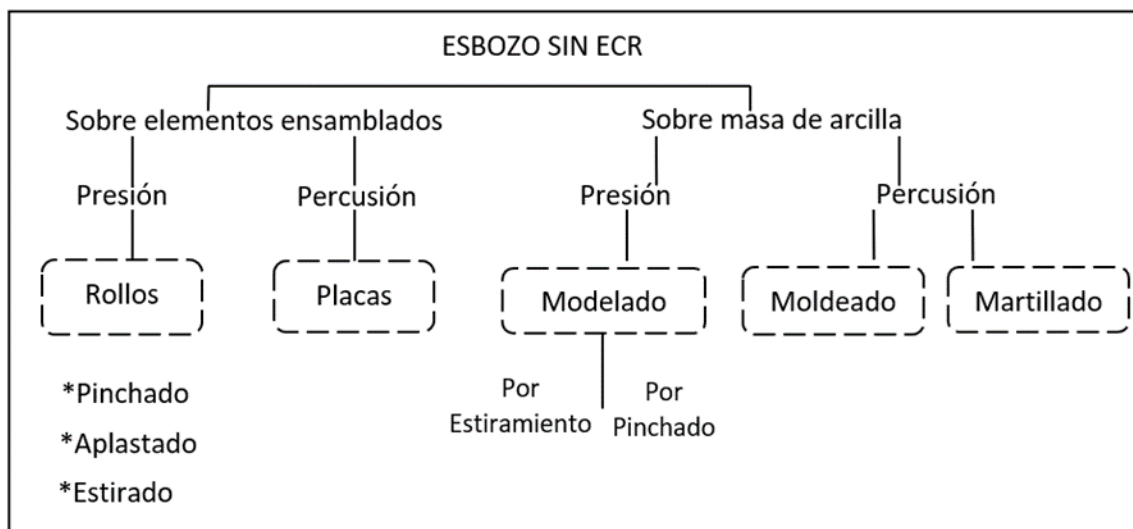 ESBOZO SIN ECR
Sobre elementos ensamblados
Sobre masa de arcilla
Presión
Percusión
Presión
Percusión
Rollos
Placas
Modelado
Moldeado
Martillado
*Pinchado
*Aplastado
*Estirado
Por
Estiramiento
Por
Pinchado